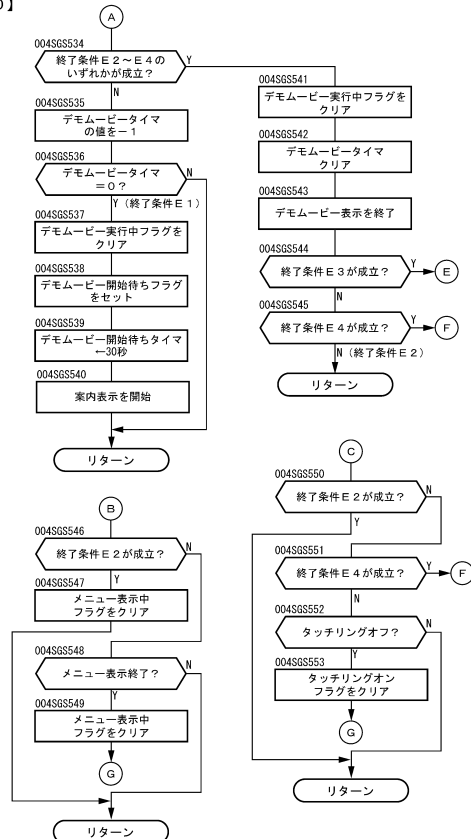 ０】
A
004SGS534
終了条件Ｅ２～Ｅ４の
いずれかが成立？
Y
N
004SGS535
デモムービータイマ
の値を－１
004SGS536
デモムービータイマ
＝０？
N
Y（終了条件Ｅ１）
004SGS537
デモムービー実行中フラグを
クリア
004SGS538
デモムービー開始待ちフラグ
をセット
004SGS539
デモムービー開始待ちタイマ
←30秒
004SGS540
案内表示を開始
リターン
004SGS541
デモムービー実行中フラグを
クリア
004SGS542
デモムービータイマ
クリア
004SGS543
デモムービー表示を終了
004SGS544
終了条件Ｅ３が成立？
Y
E
N
004SGS545
終了条件Ｅ４が成立？
Y
F
N（終了条件Ｅ２）
リターン
B
004SGS546
終了条件Ｅ２が成立？
N
Y
004SGS547
メニュー表示中
フラグをクリア
004SGS548
メニュー表示終了？
N
Y
004SGS549
メニュー表示中
フラグをクリア
G
リターン
C
004SGS550
終了条件Ｅ２が成立？
N
Y
004SGS551
終了条件Ｅ４が成立？
Y
F
N
004SGS552
タッチリングオフ？
N
Y
004SGS553
タッチリングオン
フラグをクリア
G
リターン